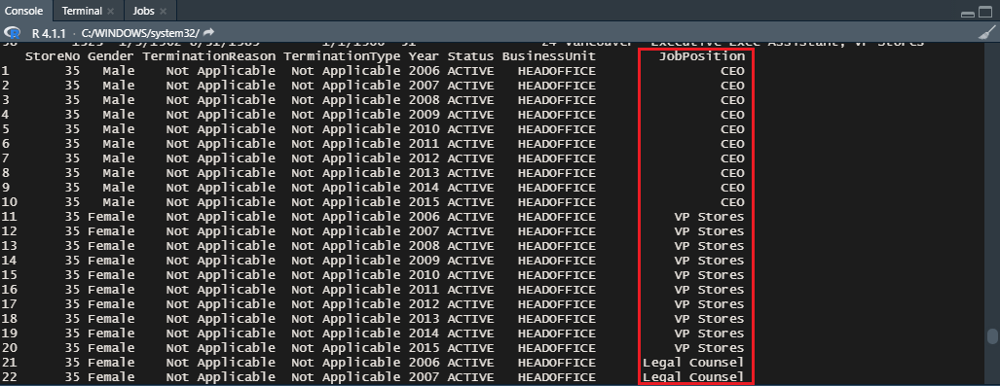 Console Terminal × Jobs ×
R 4.1.1 · C:/WINDOWS/system32/
StoreNo Gender TerminationReason TerminationType Year Status BusinessUnit JobPosition
1 35 Male Not Applicable Not Applicable 2006 ACTIVE HEADOFFICE CEO
2 35 Male Not Applicable Not Applicable 2007 ACTIVE HEADOFFICE CEO
3 35 Male Not Applicable Not Applicable 2008 ACTIVE HEADOFFICE CEO
4 35 Male Not Applicable Not Applicable 2009 ACTIVE HEADOFFICE CEO
5 35 Male Not Applicable Not Applicable 2010 ACTIVE HEADOFFICE CEO
6 35 Male Not Applicable Not Applicable 2011 ACTIVE HEADOFFICE CEO
7 35 Male Not Applicable Not Applicable 2012 ACTIVE HEADOFFICE CEO
8 35 Male Not Applicable Not Applicable 2013 ACTIVE HEADOFFICE CEO
9 35 Male Not Applicable Not Applicable 2014 ACTIVE HEADOFFICE CEO
10 35 Male Not Applicable Not Applicable 2015 ACTIVE HEADOFFICE CEO
11 35 Female Not Applicable Not Applicable 2006 ACTIVE HEADOFFICE VP Stores
12 35 Female Not Applicable Not Applicable 2007 ACTIVE HEADOFFICE VP Stores
13 35 Female Not Applicable Not Applicable 2008 ACTIVE HEADOFFICE VP Stores
14 35 Female Not Applicable Not Applicable 2009 ACTIVE HEADOFFICE VP Stores
15 35 Female Not Applicable Not Applicable 2010 ACTIVE HEADOFFICE VP Stores
16 35 Female Not Applicable Not Applicable 2011 ACTIVE HEADOFFICE VP Stores
17 35 Female Not Applicable Not Applicable 2012 ACTIVE HEADOFFICE VP Stores
18 35 Female Not Applicable Not Applicable 2013 ACTIVE HEADOFFICE VP Stores
19 35 Female Not Applicable Not Applicable 2014 ACTIVE HEADOFFICE VP Stores
20 35 Female Not Applicable Not Applicable 2015 ACTIVE HEADOFFICE VP Stores
21 35 Female Not Applicable Not Applicable 2006 ACTIVE HEADOFFICE Legal Counsel
22 35 Female Not Applicable Not Applicable 2007 ACTIVE HEADOFFICE Legal Counsel